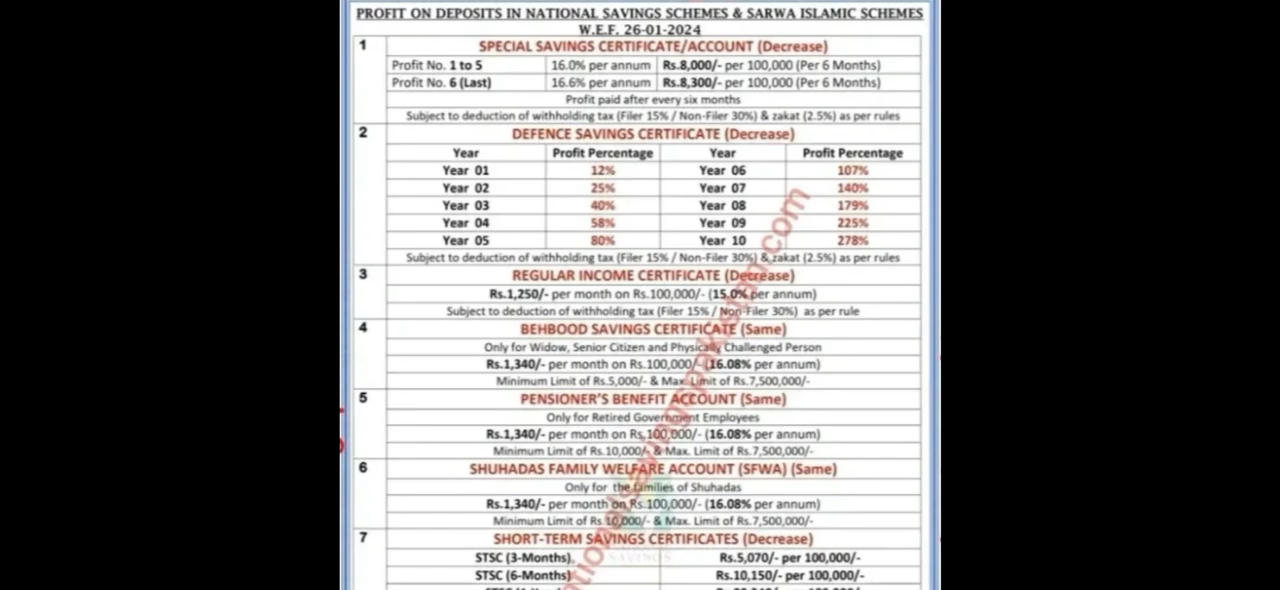 PROFIT ON DEPOSITS IN NATIONAL SAVINGS SCHEMES & SARWA ISLAMIC SCHEMES
W.E.F. 26-01-2024
1 SPECIAL SAVINGS CERTIFICATE/ACCOUNT (Decrease)
Profit No. 1 to 5 16.0% per annum Rs.8,000/- per 100,000 (Per 6 Months)
Profit No. 6 (Last) 16.6% per annum Rs.8,300/- per 100,000 (Per 6 Months)
Profit paid after every six months
Subject to deduction of withholding tax (Filer 15% / Non-Filer 30%) & zakat (2.5%) as per rules
2 DEFENCE SAVINGS CERTIFICATE (Decrease)
Year Profit Percentage Year Profit Percentage
Year 01 12% Year 06 107%
Year 02 25% Year 07 140%
Year 03 40% Year 08 179%
Year 04 58% Year 09 225%
Year 05 80% Year 10 278%
Subject to deduction of withholding tax (Filer 15% / Non-Filer 30%) & zakat (2.5%) as per rules
3 REGULAR INCOME CERTIFICATE (Decrease)
Rs.1,250/- per month on Rs.100,000/- (15.0% per annum)
Subject to deduction of withholding tax (Filer 15% / Non-Filer 30%) as per rule
4 BEHBOOD SAVINGS CERTIFICATE (Same)
Only for Widow, Senior Citizen and Physically Challenged Person
Rs.1,340/- per month on Rs.100,000/- (16.08% per annum)
Minimum Limit of Rs.5,000/- & Max. Limit of Rs.7,500,000/-
5 PENSIONER'S BENEFIT ACCOUNT (Same)
Only for Retired Government Employees
Rs.1,340/- per month on Rs.100,000/- (16.08% per annum)
Minimum Limit of Rs.10,000/- & Max. Limit of Rs.7,500,000/-
6 SHUHADAS FAMILY WELFARE ACCOUNT (SFWA) (Same)
Only for the families of Shuhadas
Rs.1,340/- per month on Rs.100,000/- (16.08% per annum)
Minimum Limit of Rs.10,000/- & Max. Limit of Rs.7,500,000/-
7 SHORT-TERM SAVINGS CERTIFICATES (Decrease)
STSC (3-Months) Rs.5,070/- per 100,000/-
STSC (6-Months) Rs.10,150/- per 100,000/-